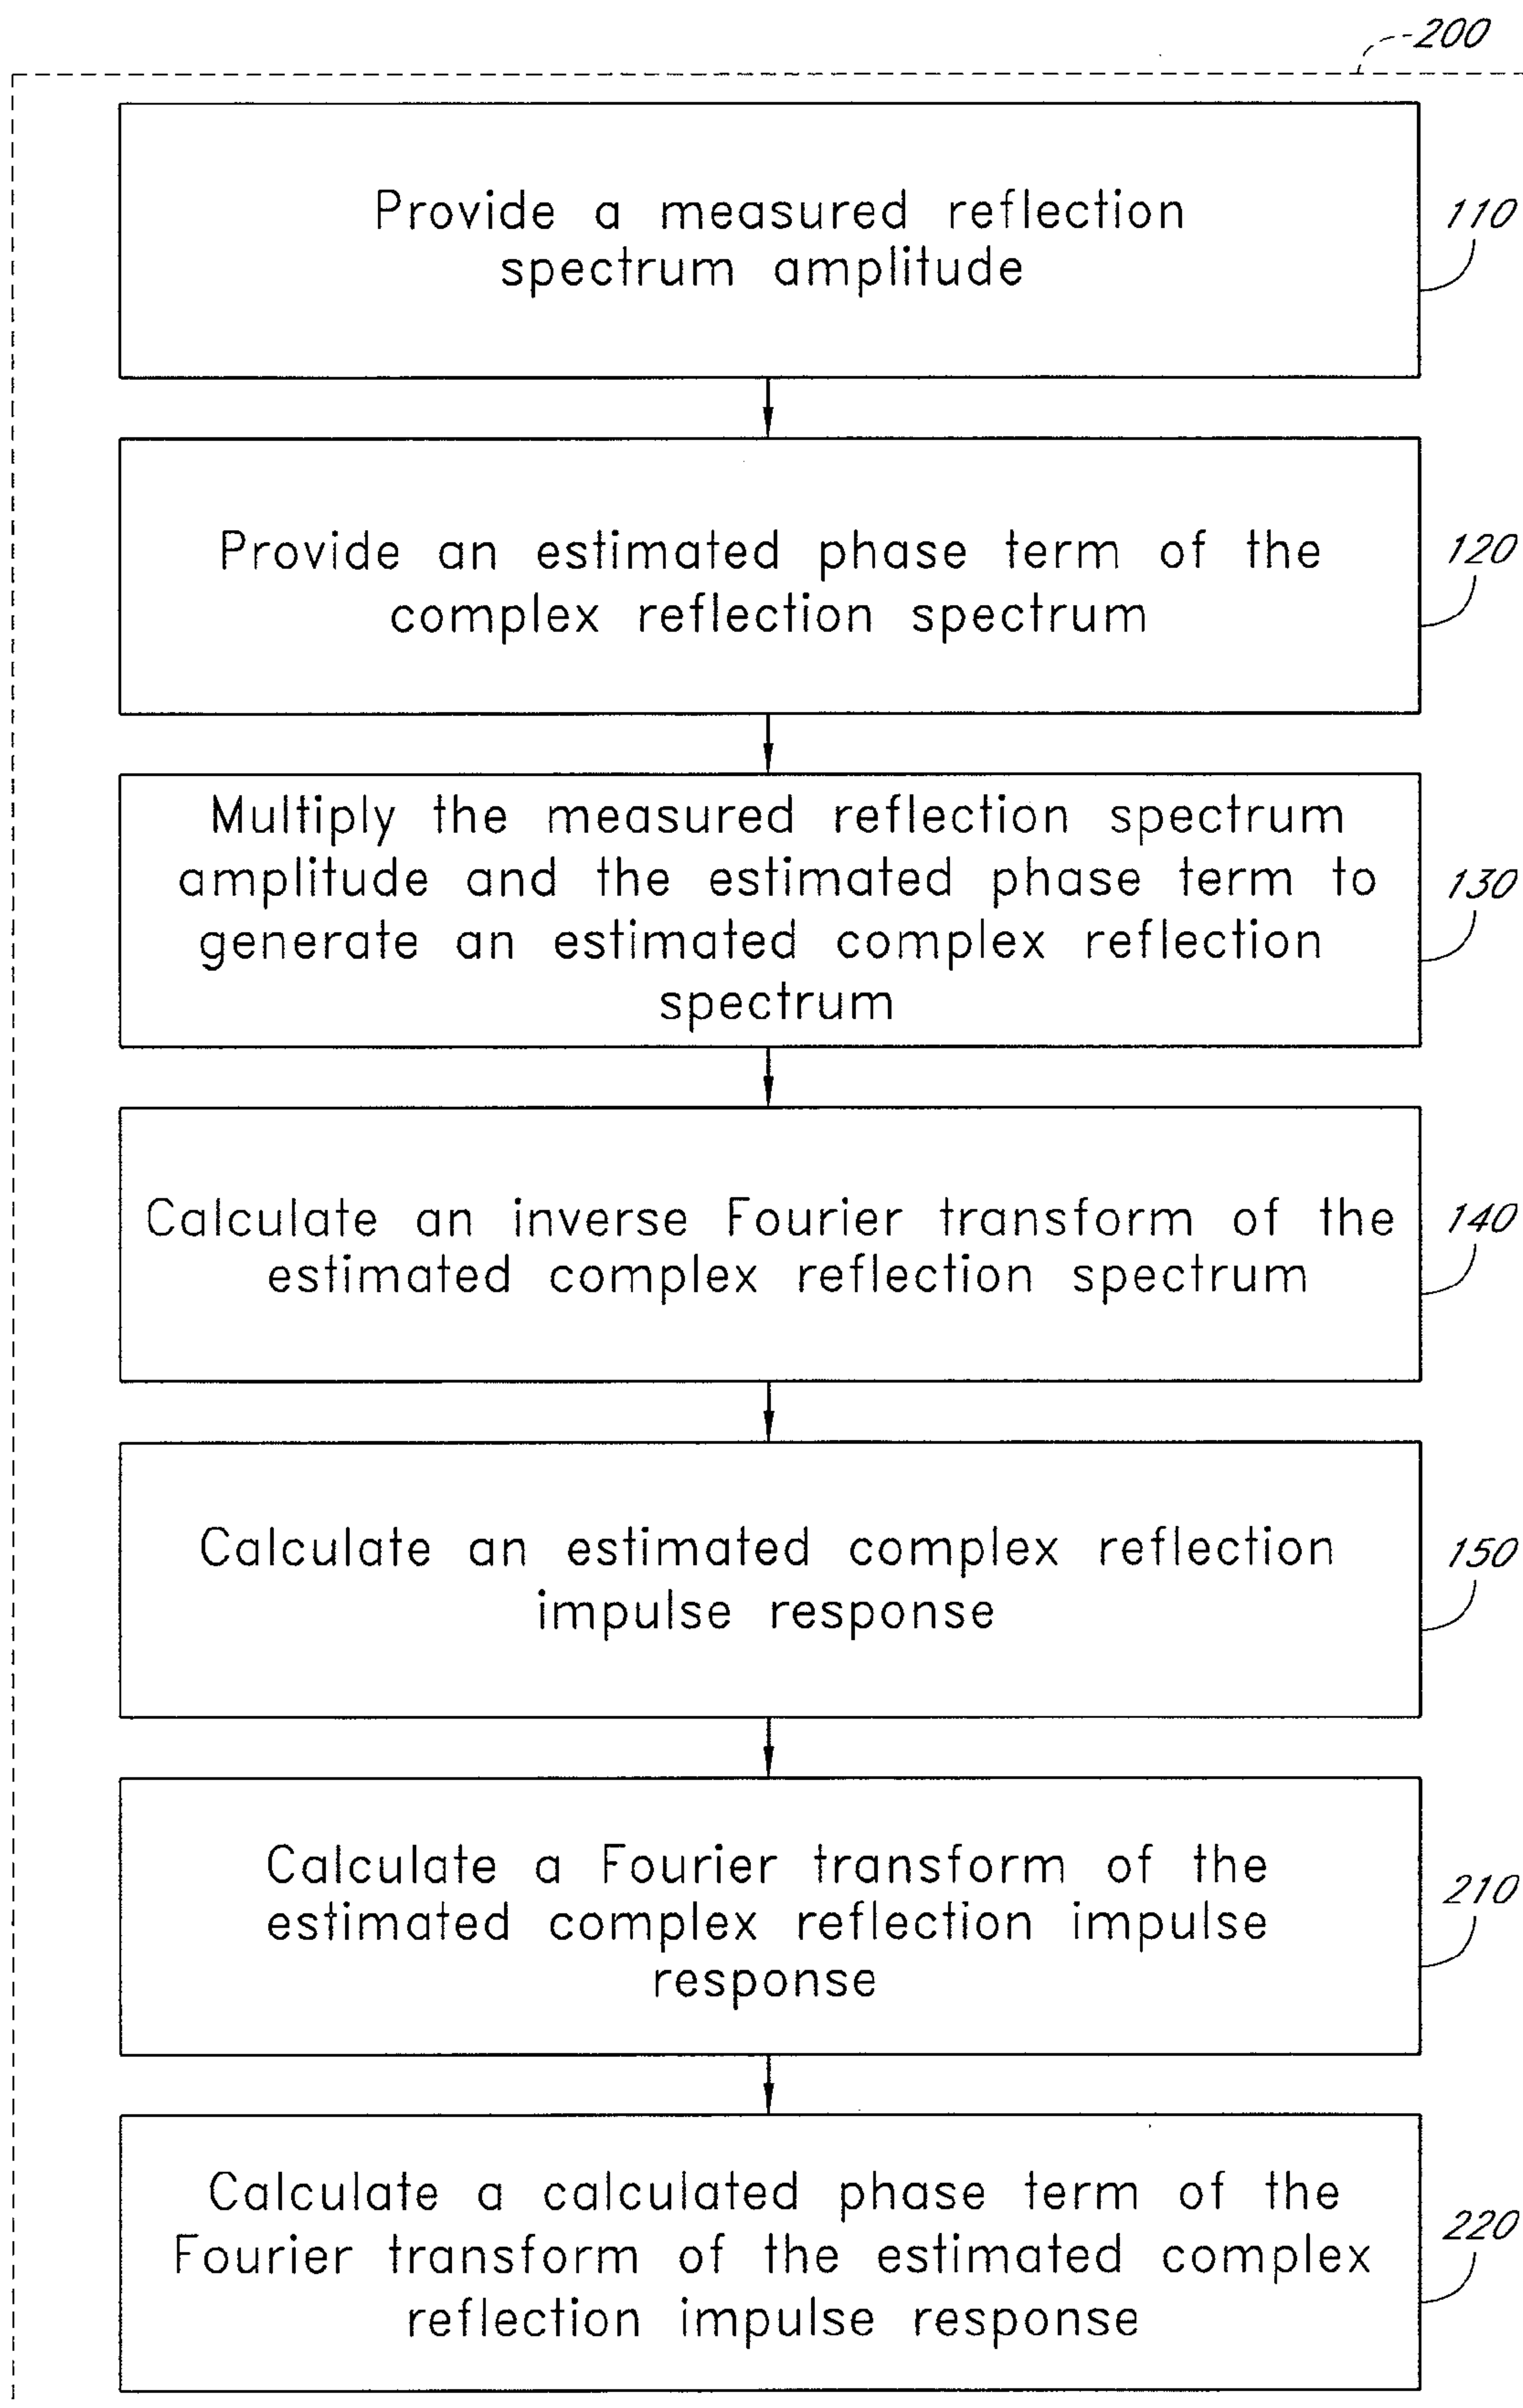 200
Provide a measured reflection
spectrum amplitude
110
Provide an estimated phase term of the
complex reflection spectrum
120
Multiply the measured reflection spectrum
amplitude and the estimated phase term to
generate an estimated complex reflection
spectrum
130
Calculate an inverse Fourier transform of the
estimated complex reflection spectrum
140
Calculate an estimated complex reflection
impulse response
150
Calculate a Fourier transform of the
estimated complex reflection impulse
response
210
Calculate a calculated phase term of the
Fourier transform of the estimated complex
reflection impulse response
220